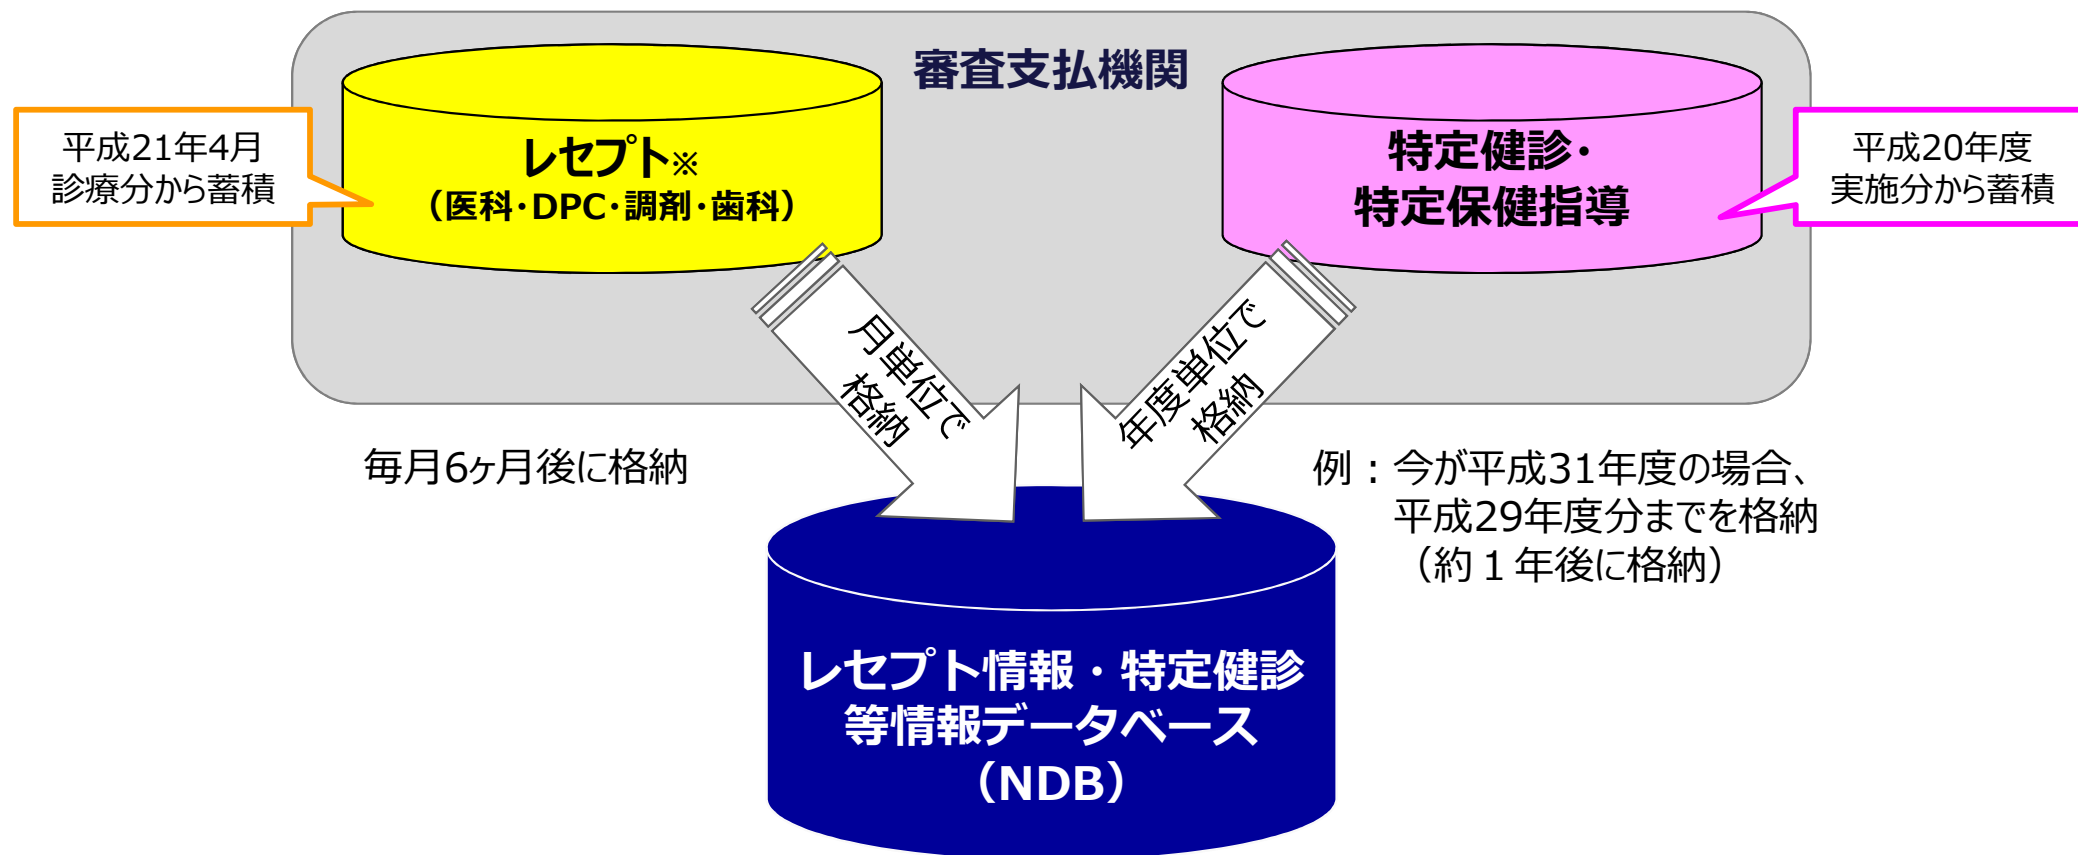 審査支払機関
平成21年4月
診療分から蓄積
レセプト※
（医科・DPC・調剤・歯科）
特定健診・
特定保健指導
平成20年度
実施分から蓄積
月単位で
格納
年度単位で
格納
毎月6ヶ月後に格納
例：今が平成31年度の場合、
平成29年度分までを格納
（約１年後に格納）
レセプト情報・特定健診
等情報データベース
（NDB）